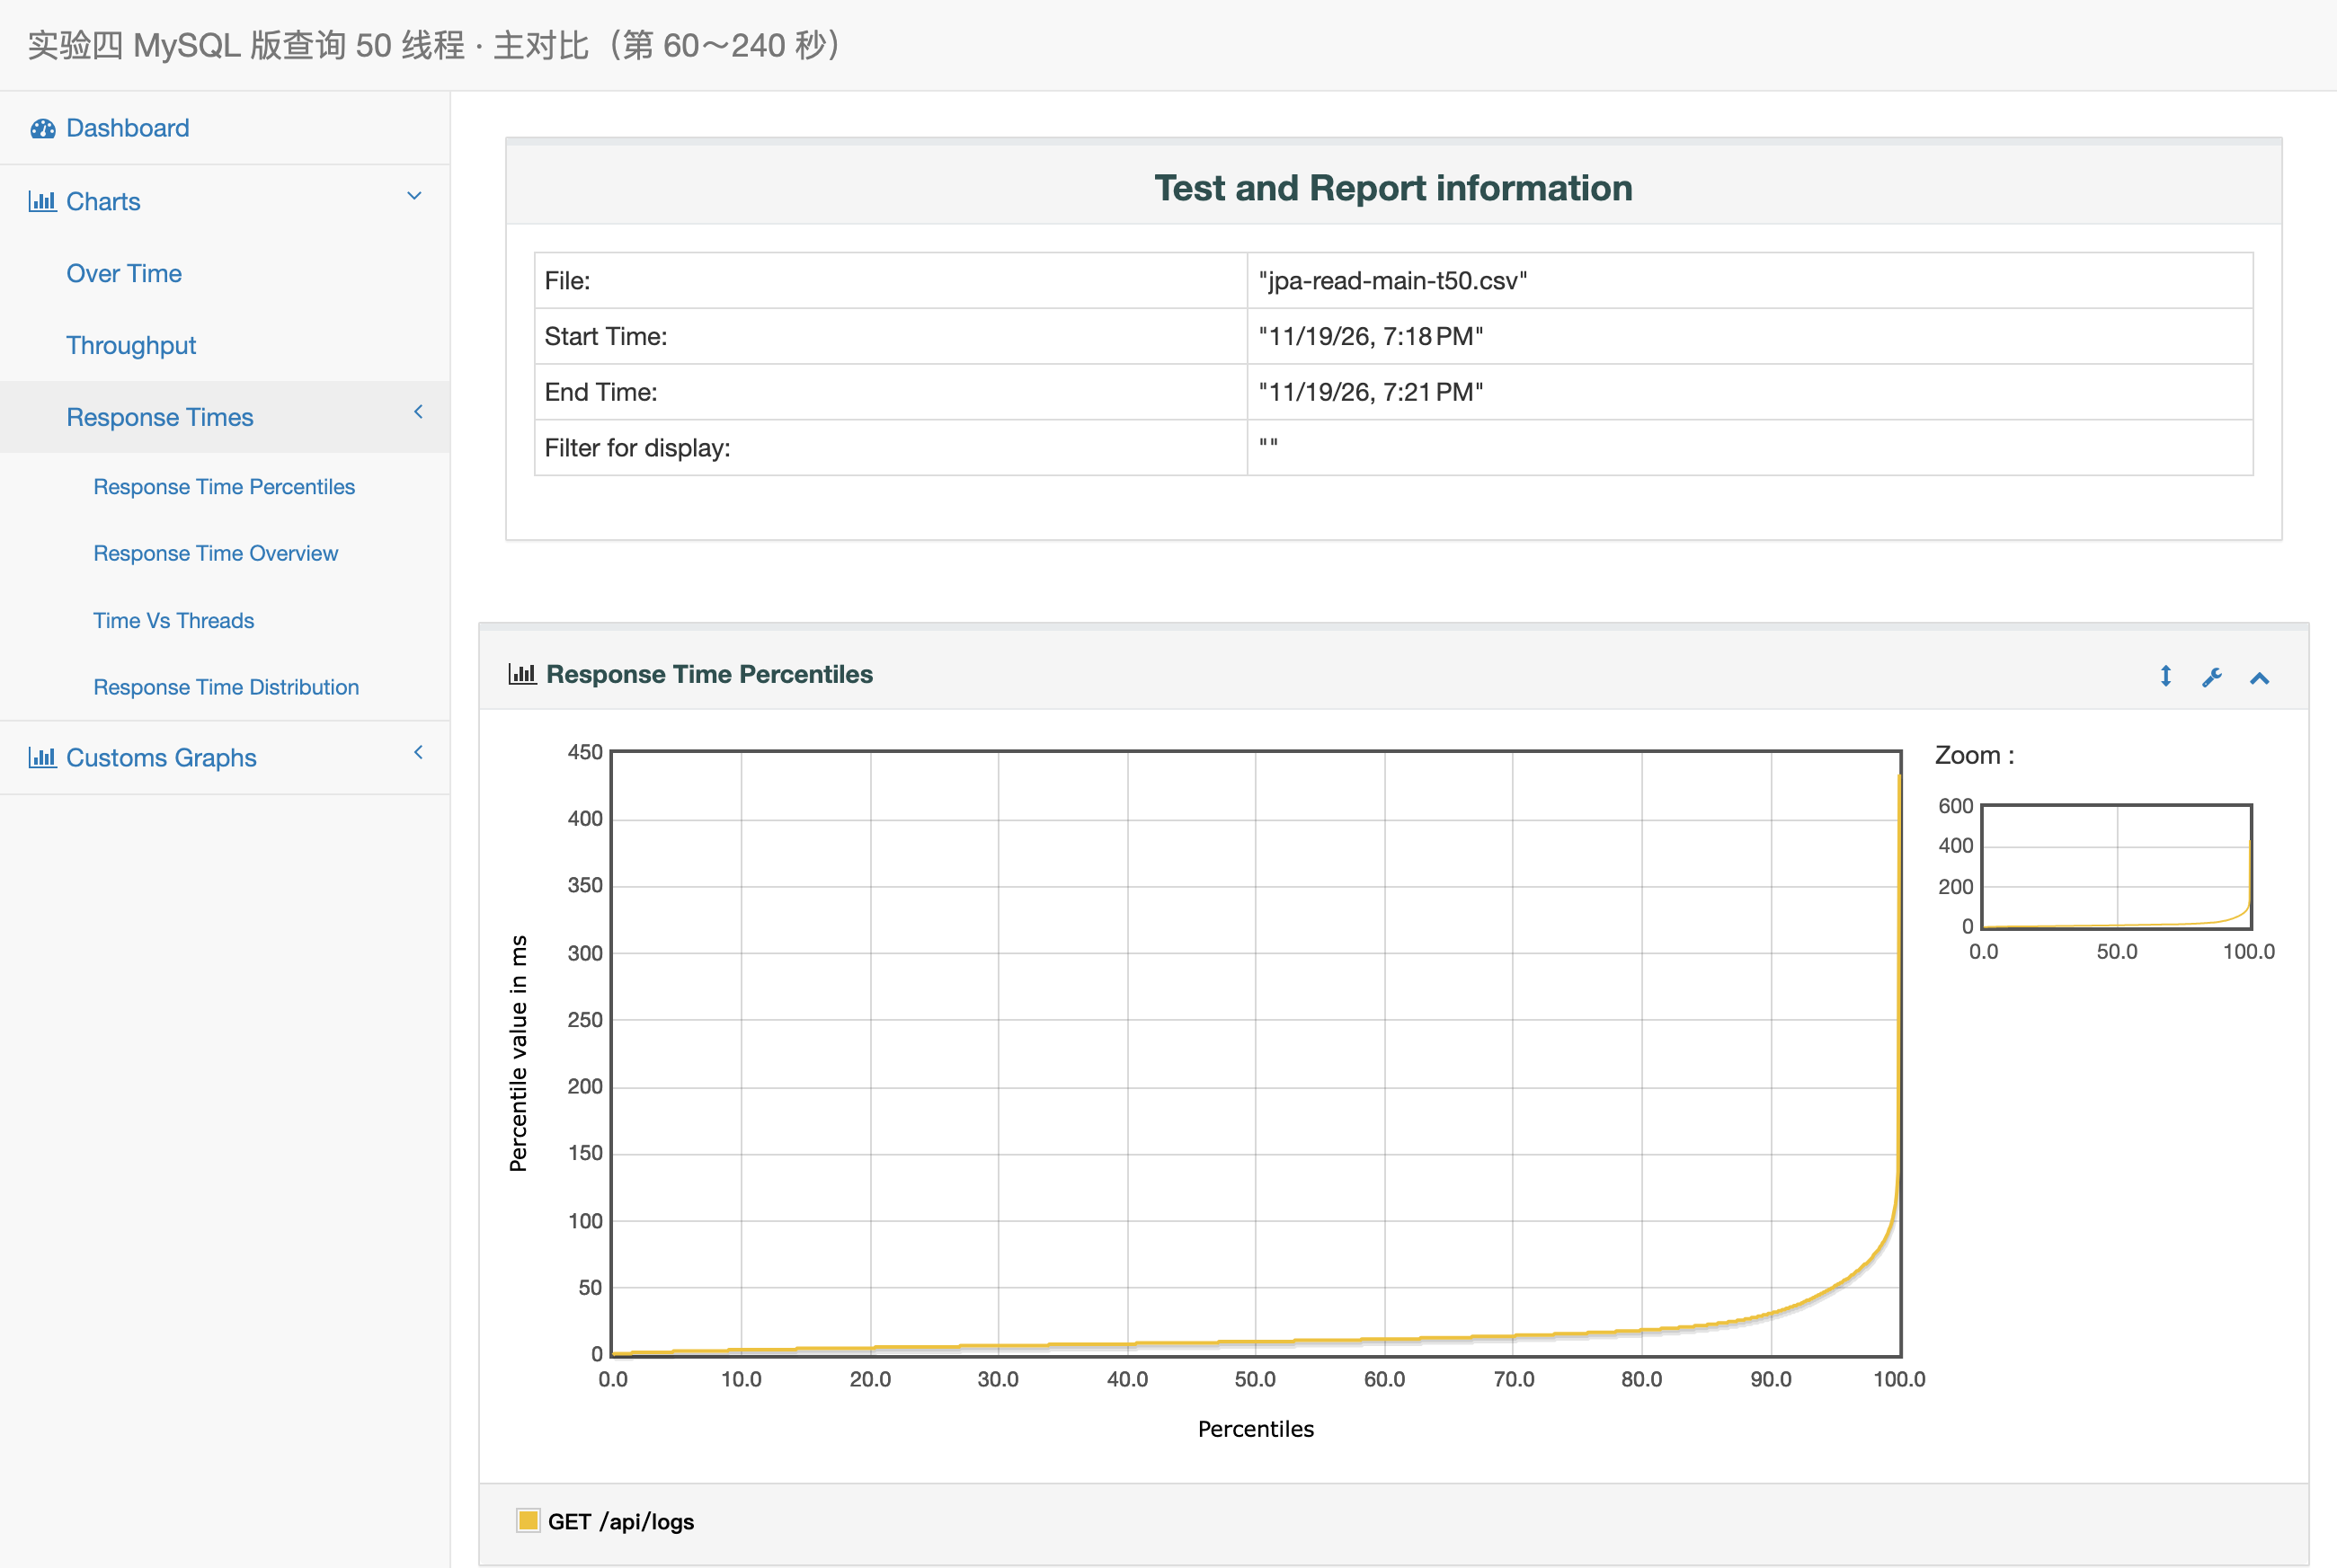 实验四 MySQL 版查询 50 线程 · 主对比（第 60～240 秒）
Dashboard
Charts
Over Time
Throughput
Response Times
Response Time Percentiles
Response Time Overview
Time Vs Threads
Response Time Distribution
Customs Graphs
Test and Report information
File: "jpa-read-main-t50.csv"
Start Time: "11/19/26, 7:18 PM"
End Time: "11/19/26, 7:21 PM"
Filter for display: ""
Response Time Percentiles
450
400
350
300
250
200
150
100
50
0
Percentile value in ms
0.0 10.0 20.0 30.0 40.0 50.0 60.0 70.0 80.0 90.0 100.0
Percentiles
Zoom :
600
400
200
0
0.0 50.0 100.0
GET /api/logs